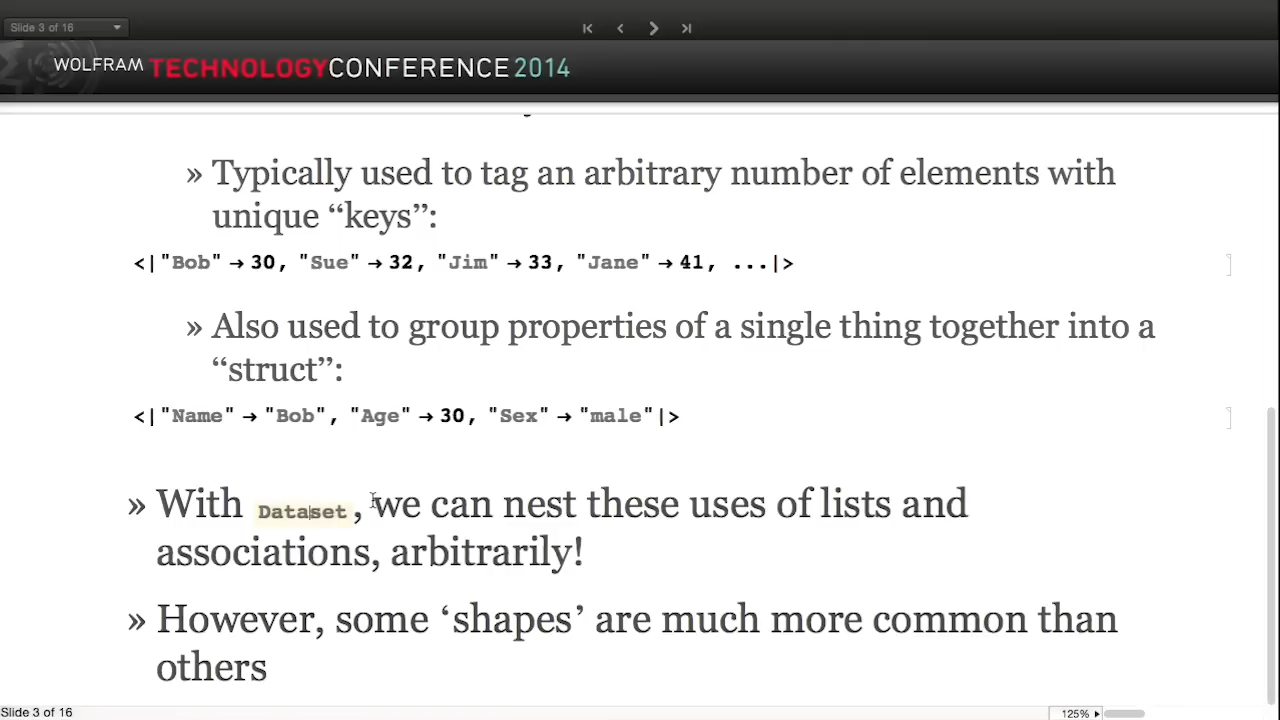 Slide 3 of 16
WOLFRAM TECHNOLOGYCONFERENCE 2014
» Typically used to tag an arbitrary number of elements with
unique “keys”:
<|"Bob" → 30, "Sue" → 32, "Jim" → 33, "Jane" → 41, ...|>
» Also used to group properties of a single thing together into a
“struct”:
<|"Name" → "Bob", "Age" → 30, "Sex" → "male"|>
» With Dataset, we can nest these uses of lists and
associations, arbitrarily!
» However, some ‘shapes’ are much more common than
others
Slide 3 of 16
125%